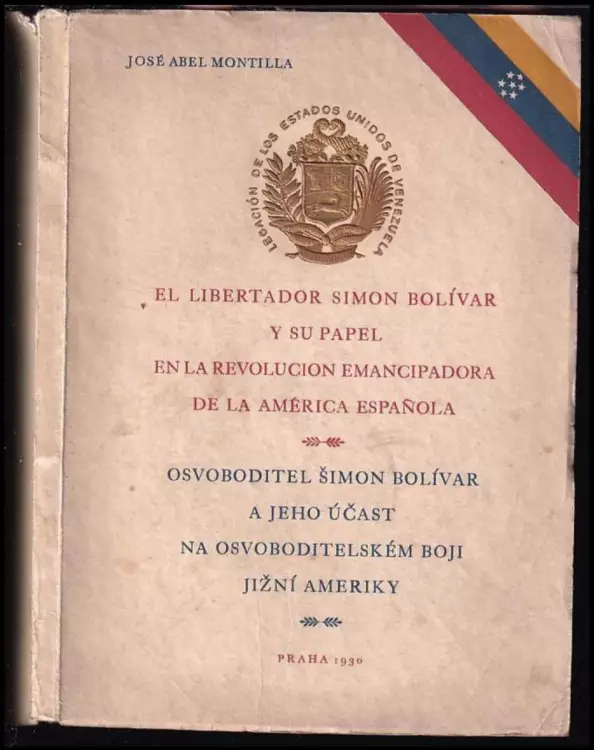 JOSÉ ABEL MONTILLA
LEGACIÓN DE LOS ESTADOS UNIDOS DE VENEZUELA
EL LIBERTADOR SIMON BOLÍVAR
Y SU PAPEL
EN LA REVOLUCION EMANCIPADORA
DE LA AMÉRICA ESPAÑOLA
OSVOBODITEL ŠIMON BOLÍVAR
A JEHO ÚČAST
NA OSVOBODITELSKÉM BOJI
JIŽNÍ AMERIKY
PRAHA 1930